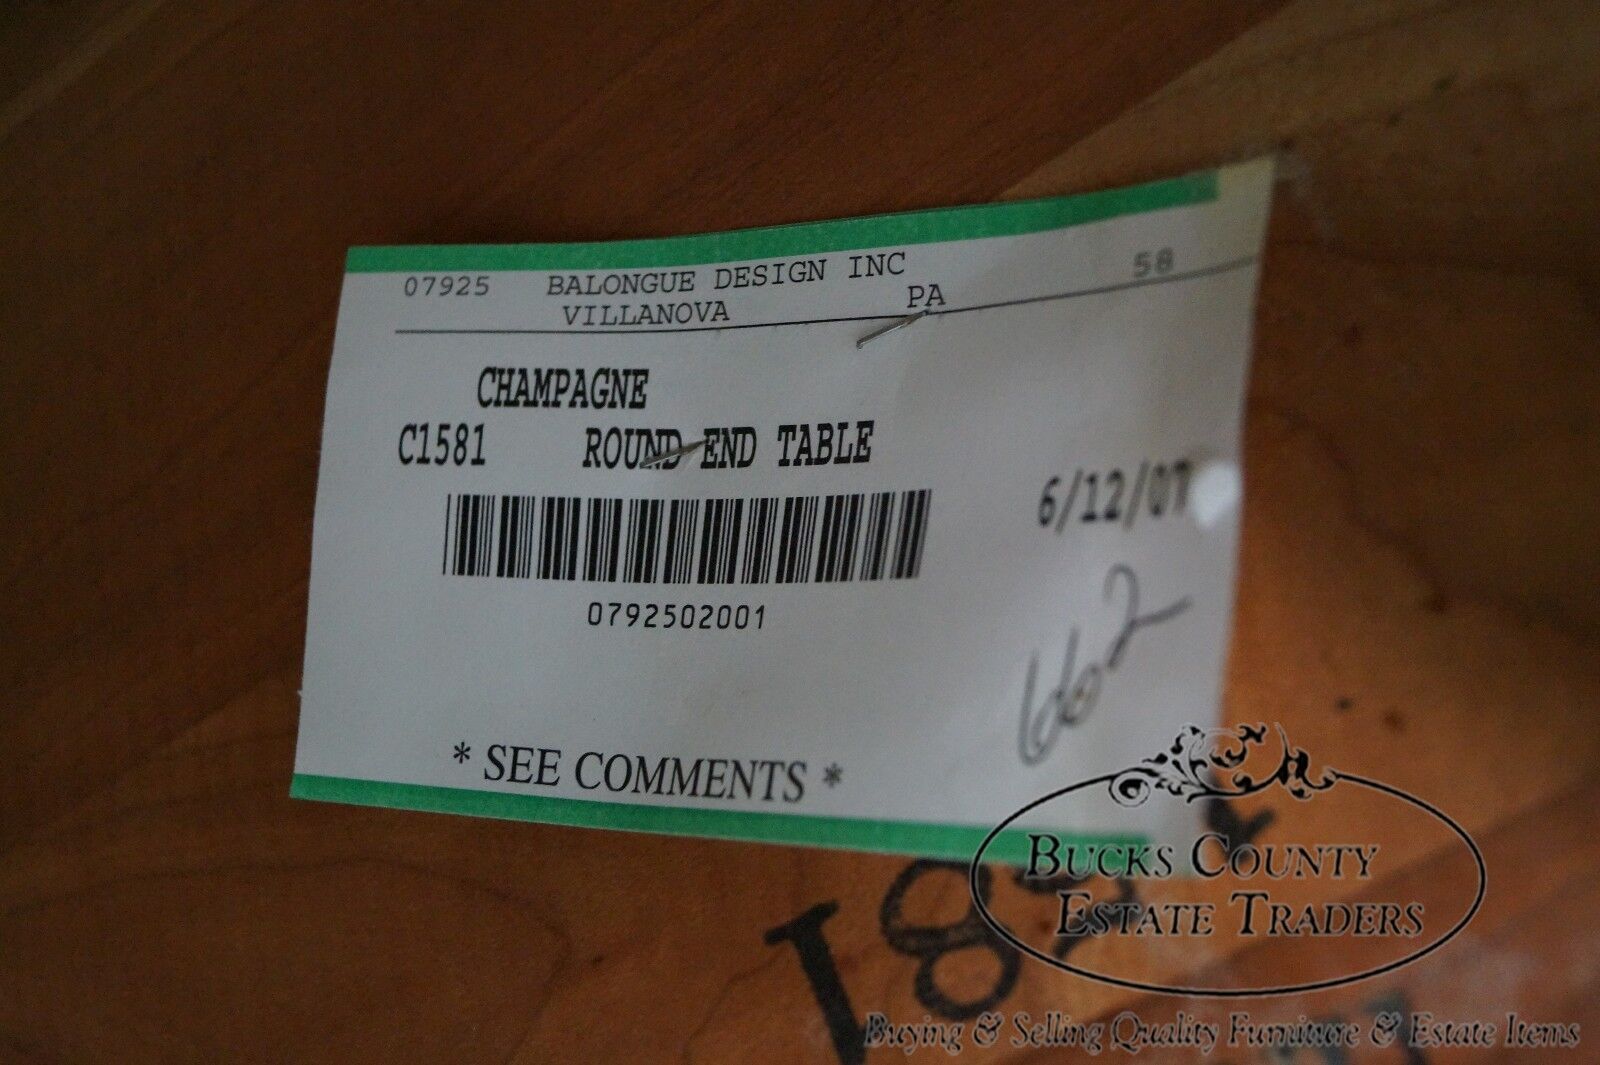 07925 BALONGUE DESIGN INC 58
VILLANOVA PA
CHAMPAGNE
C1581 ROUND END TABLE
6/12/07
0792502001
662
* SEE COMMENTS *
BUCKS COUNTY
ESTATE TRADERS
Buying & Selling Quality Furniture & Estate Items